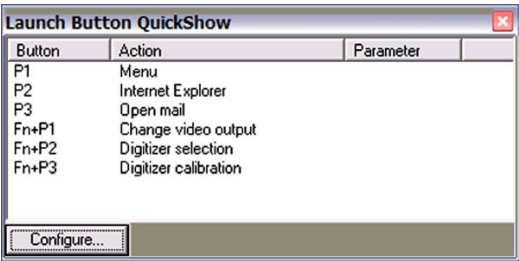 Launch Button QuickShow
Button Action Parameter
P1 Menu
P2 Internet Explorer
P3 Open mail
Fn+P1 Change video output
Fn+P2 Digitizer selection
Fn+P3 Digitizer calibration
Configure...